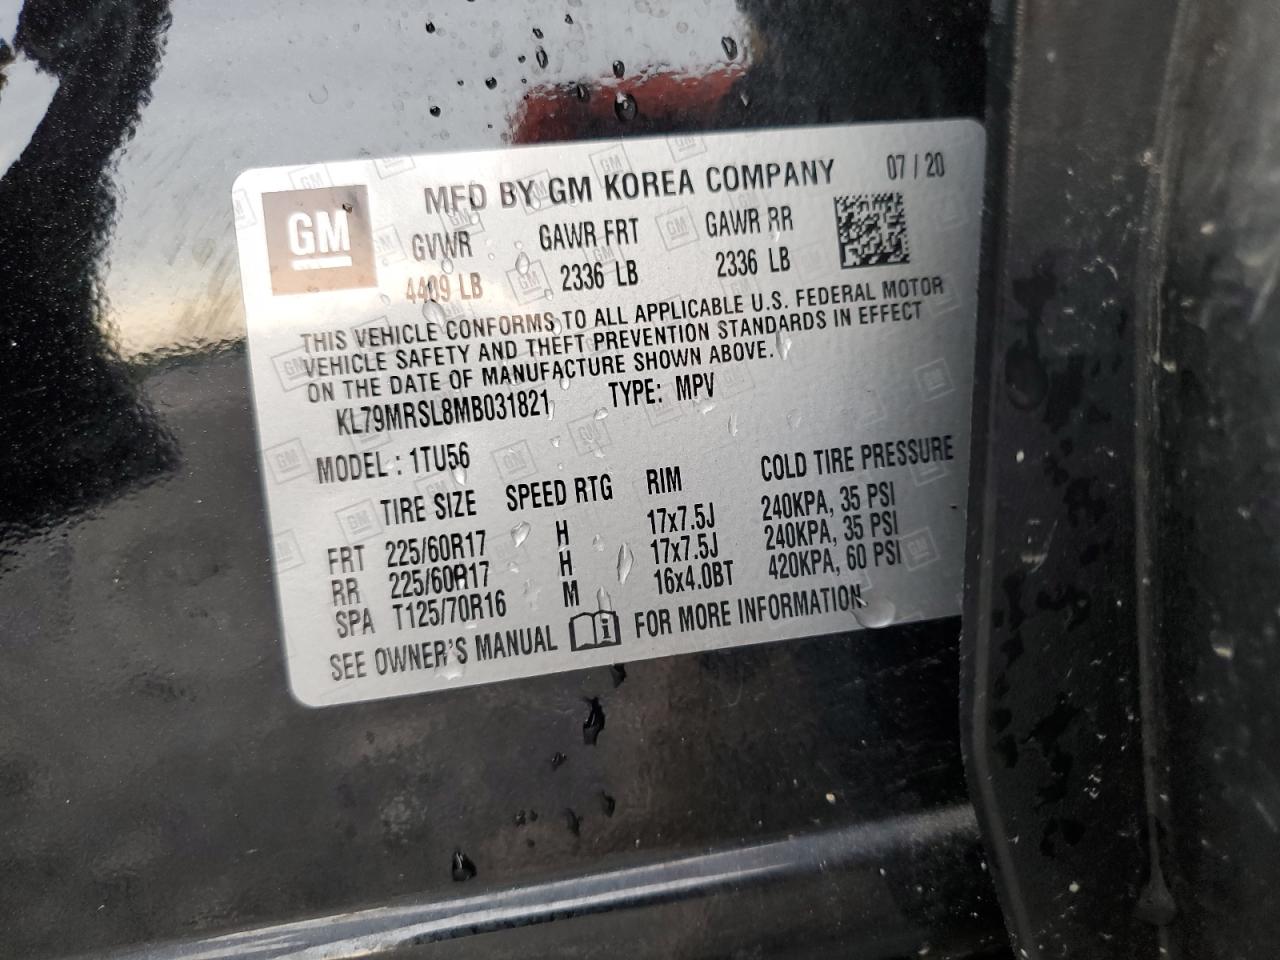 GM
MFD BY GM KOREA COMPANY 07 / 20
GVWR GAWR FRT GAWR RR
4409 LB 2336 LB 2336 LB
THIS VEHICLE CONFORMS TO ALL APPLICABLE U.S. FEDERAL MOTOR
VEHICLE SAFETY AND THEFT PREVENTION STANDARDS IN EFFECT
ON THE DATE OF MANUFACTURE SHOWN ABOVE.
KL79MRSL8MB031821 TYPE: MPV
MODEL : 1TU56
TIRE SIZE SPEED RTG RIM COLD TIRE PRESSURE
FRT 225/60R17 H 17x7.5J 240KPA, 35 PSI
RR 225/60R17 H 17x7.5J 240KPA, 35 PSI
SPA T125/70R16 M 16x4.0BT 420KPA, 60 PSI
SEE OWNER'S MANUAL i FOR MORE INFORMATION